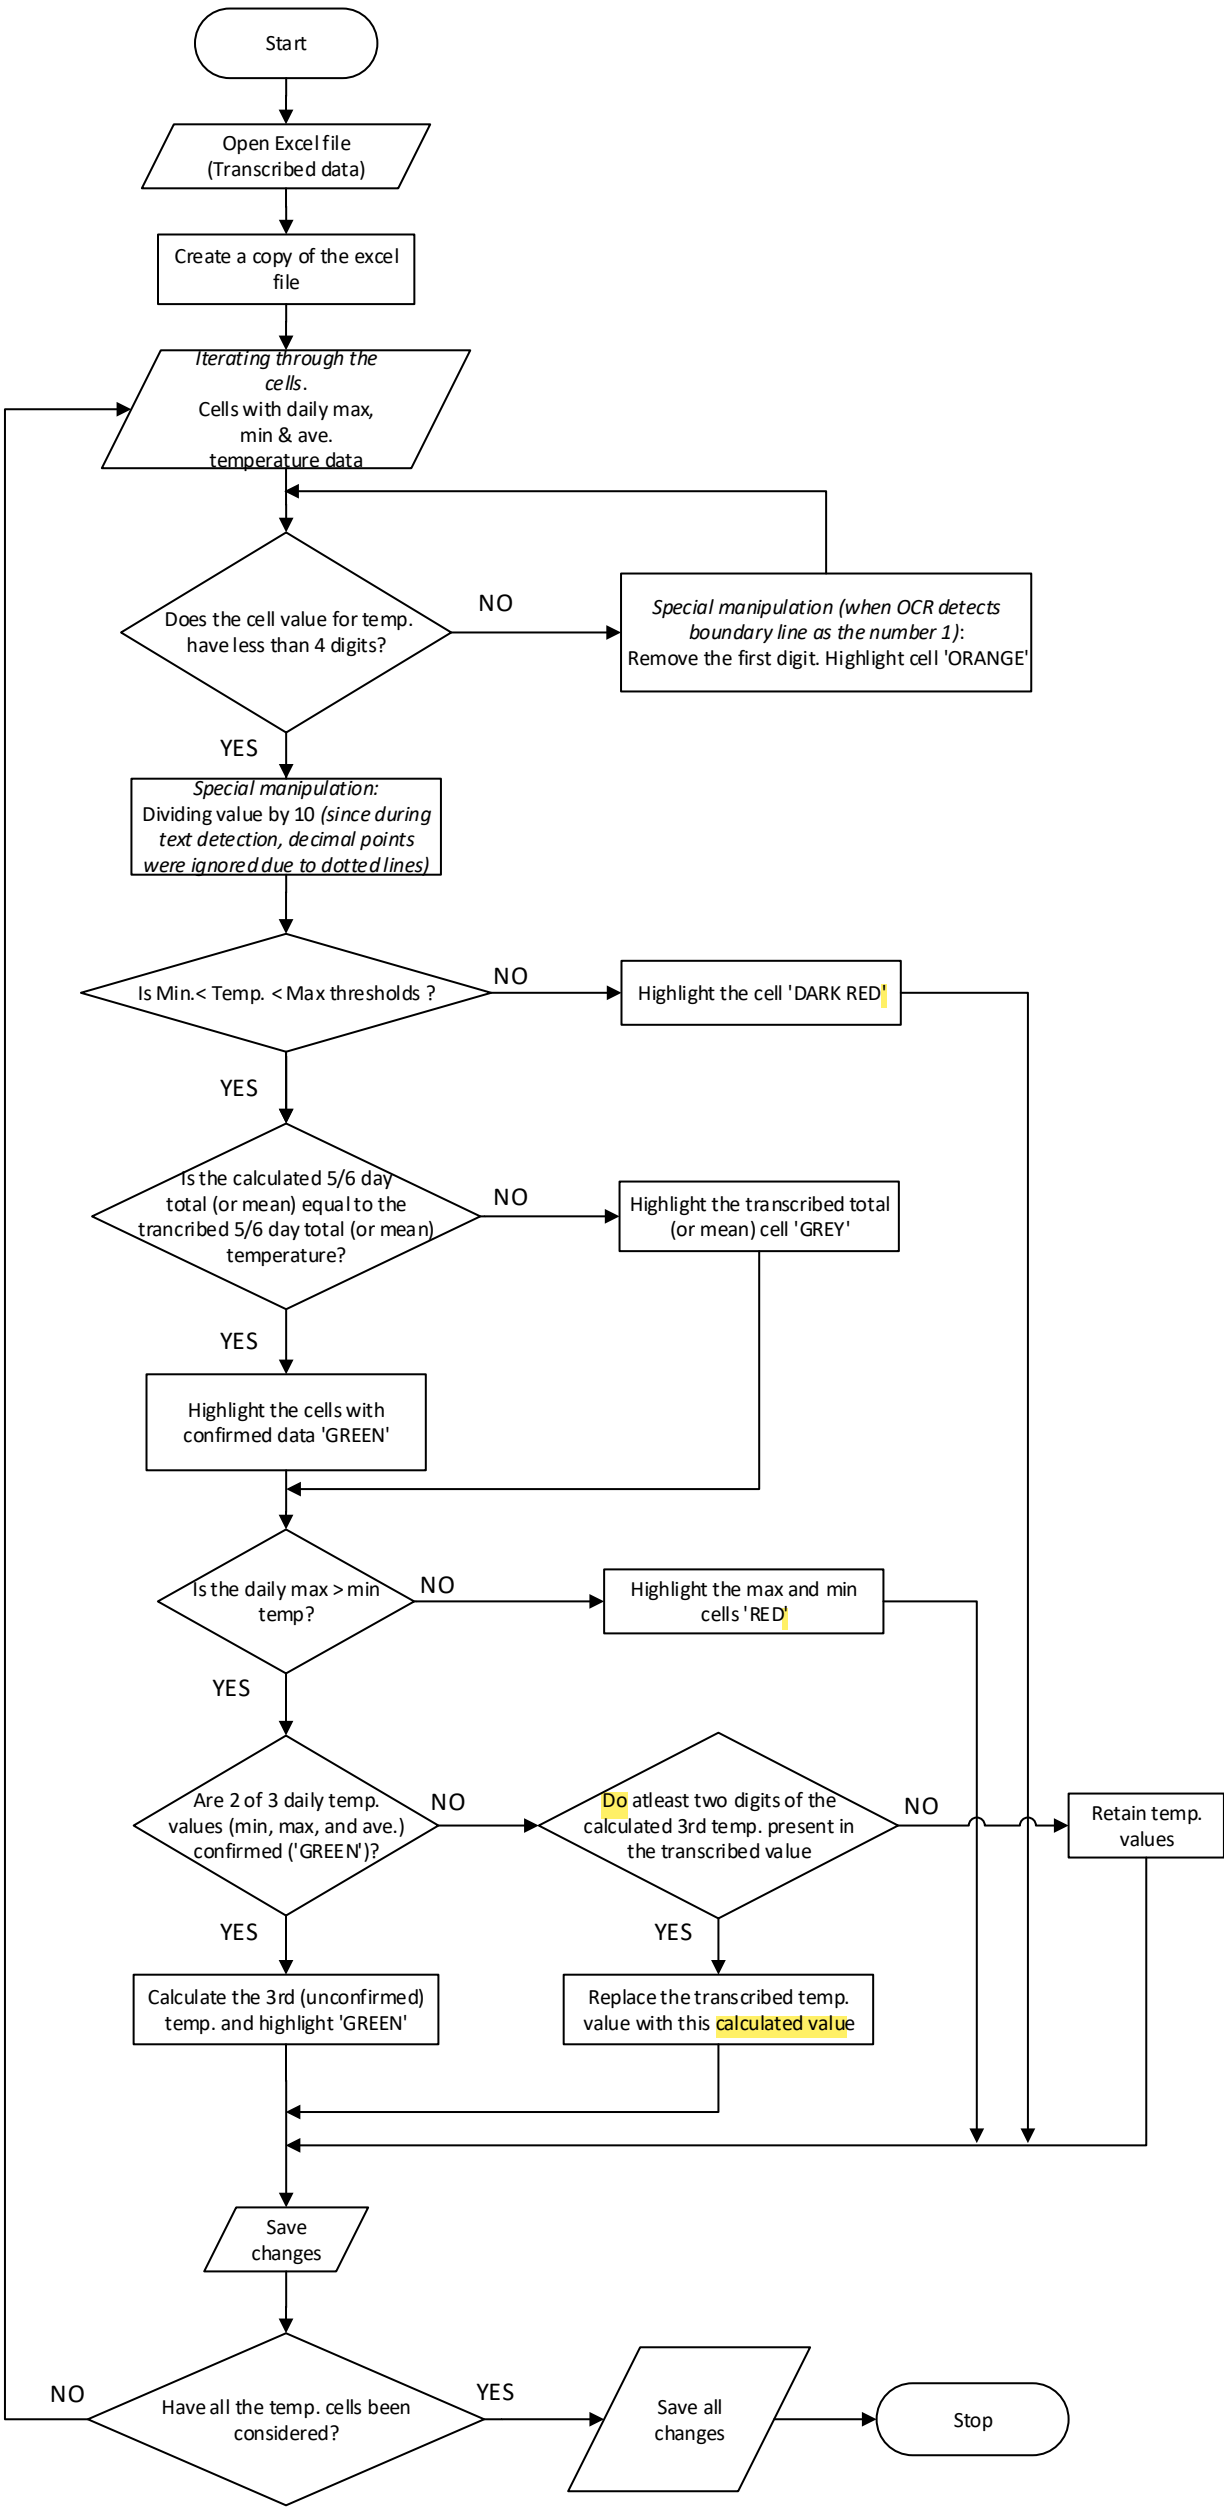 Start
Open Excel file
(Transcribed data)
Create a copy of the excel
file
Iterating through the
cells.
Cells with daily max,
min & ave.
temperature data
Does the cell value for temp.
have less than 4 digits?
NO
Special manipulation (when OCR detects
boundary line as the number 1):
Remove the first digit. Highlight cell 'ORANGE'
YES
Special manipulation:
Dividing value by 10 (since during
text detection, decimal points
were ignored due to dotted lines)
Is Min.< Temp. < Max thresholds ?
NO
Highlight the cell 'DARK RED'
YES
Is the calculated 5/6 day
total (or mean) equal to the
trancribed 5/6 day total (or mean)
temperature?
NO
Highlight the transcribed total
(or mean) cell 'GREY'
YES
Highlight the cells with
confirmed data 'GREEN'
Is the daily max > min
temp?
NO
Highlight the max and min
cells 'RED'
YES
Are 2 of 3 daily temp.
values (min, max, and ave.)
confirmed ('GREEN')?
NO
Do atleast two digits of the
calculated 3rd temp. present in
the transcribed value
NO
Retain temp.
values
YES
YES
Calculate the 3rd (unconfirmed)
temp. and highlight 'GREEN'
Replace the transcribed temp.
value with this calculated value
Save
changes
Have all the temp. cells been
considered?
NO
YES
Save all
changes
Stop